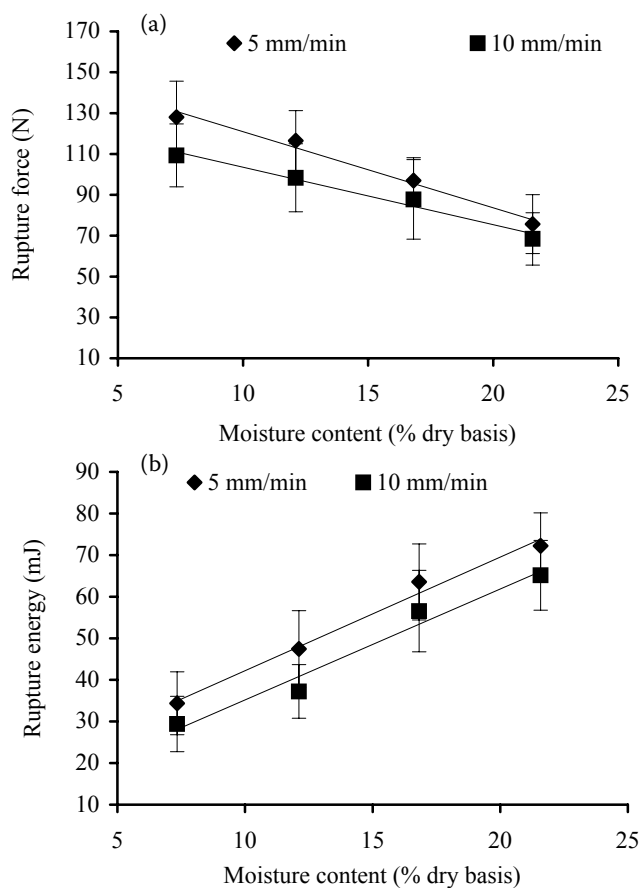 (a)
5 mm/min
10 mm/min
Rupture force (N)
170
150
130
110
90
70
50
30
10
5
10
15
20
25
Moisture content (% dry basis)
(b)
5 mm/min
10 mm/min
Rupture energy (mJ)
90
80
70
60
50
40
30
20
10
5
10
15
20
25
Moisture content (% dry basis)